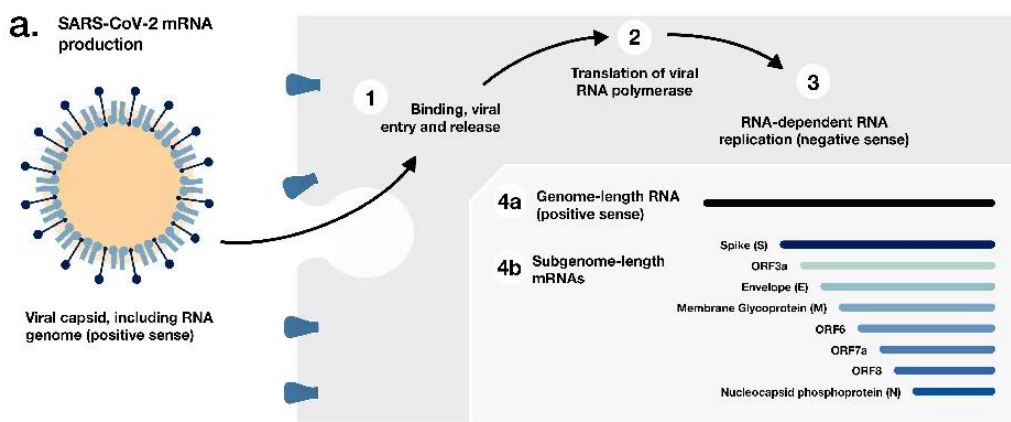 a.
SARS-CoV-2 mRNA
production
1
Binding, viral
entry and release
2
Translation of viral
RNA polymerase
3
RNA-dependent RNA
replication (negative sense)
Viral capsid, including RNA
genome (positive sense)
4a
Genome-length RNA
(positive sense)
4b
Subgenome-length
mRNAs
Spike (S)
ORF3a
Envelope (E)
Membrane Glycoprotein (M)
ORF6
ORF7a
ORF8
Nucleocapsid phosphoprotein (N)